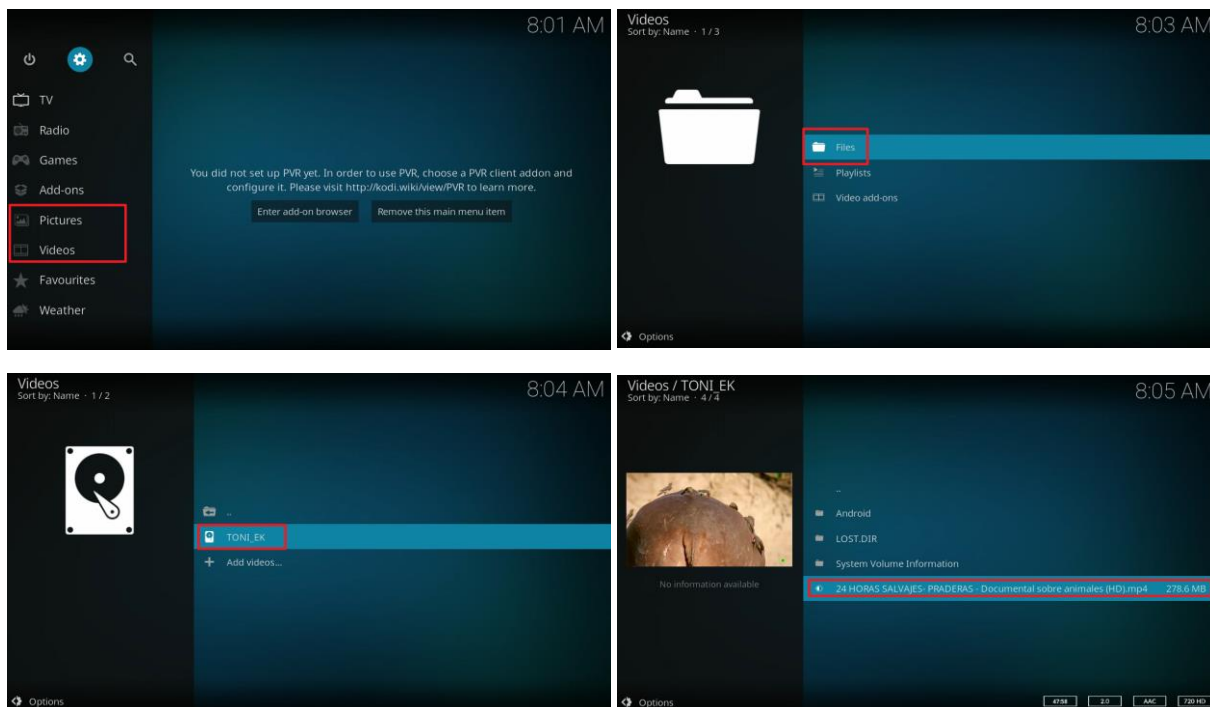 8:01 AM
TV
Radio
Games
Add-ons
Pictures
Videos
Favourites
Weather
You did not set up PVR yet. In order to use PVR, choose a PVR client addon and
configure it. Please visit http://kodi.wiki/view/PVR to learn more.
Enter add-on browser
Remove this main menu item
Videos
Sort by: Name · 1 / 3
8:03 AM
Files
Playlists
Video add-ons
Options
Videos
Sort by: Name · 1 / 2
8:04 AM
..
TONI_EK
Add videos...
Options
Videos / TONI_EK
Sort by: Name · 4 / 4
8:05 AM
No information available
..
Android
LOST.DIR
System Volume Information
24 HORAS SALVAJES- PRADERAS - Documental sobre animales (HD).mp4 278.6 MB
Options
47:58 2.0 AAC 720 HD